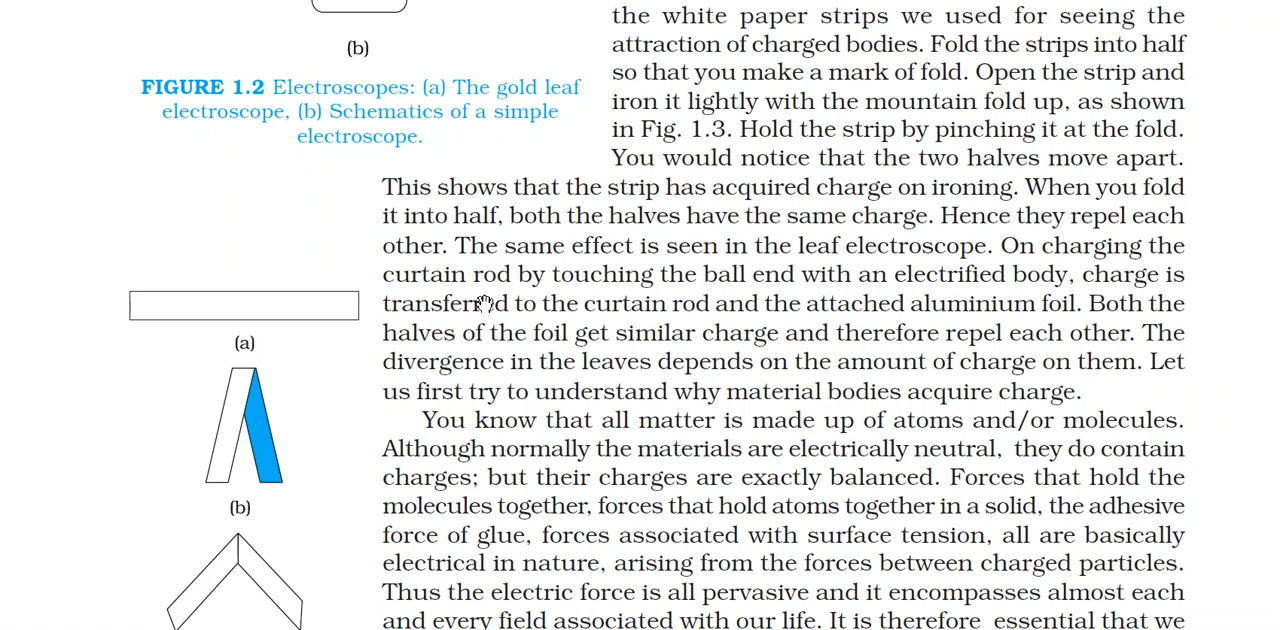 (b)
FIGURE 1.2 Electroscopes: (a) The gold leaf
electroscope, (b) Schematics of a simple
electroscope.
the white paper strips we used for seeing the
attraction of charged bodies. Fold the strips into half
so that you make a mark of fold. Open the strip and
iron it lightly with the mountain fold up, as shown
in Fig. 1.3. Hold the strip by pinching it at the fold.
You would notice that the two halves move apart.
This shows that the strip has acquired charge on ironing. When you fold
it into half, both the halves have the same charge. Hence they repel each
other. The same effect is seen in the leaf electroscope. On charging the
curtain rod by touching the ball end with an electrified body, charge is
transferred to the curtain rod and the attached aluminium foil. Both the
halves of the foil get similar charge and therefore repel each other. The
divergence in the leaves depends on the amount of charge on them. Let
us first try to understand why material bodies acquire charge.
You know that all matter is made up of atoms and/or molecules.
Although normally the materials are electrically neutral, they do contain
charges; but their charges are exactly balanced. Forces that hold the
molecules together, forces that hold atoms together in a solid, the adhesive
force of glue, forces associated with surface tension, all are basically
electrical in nature, arising from the forces between charged particles.
Thus the electric force is all pervasive and it encompasses almost each
and every field associated with our life. It is therefore essential that we
(a)
(b)